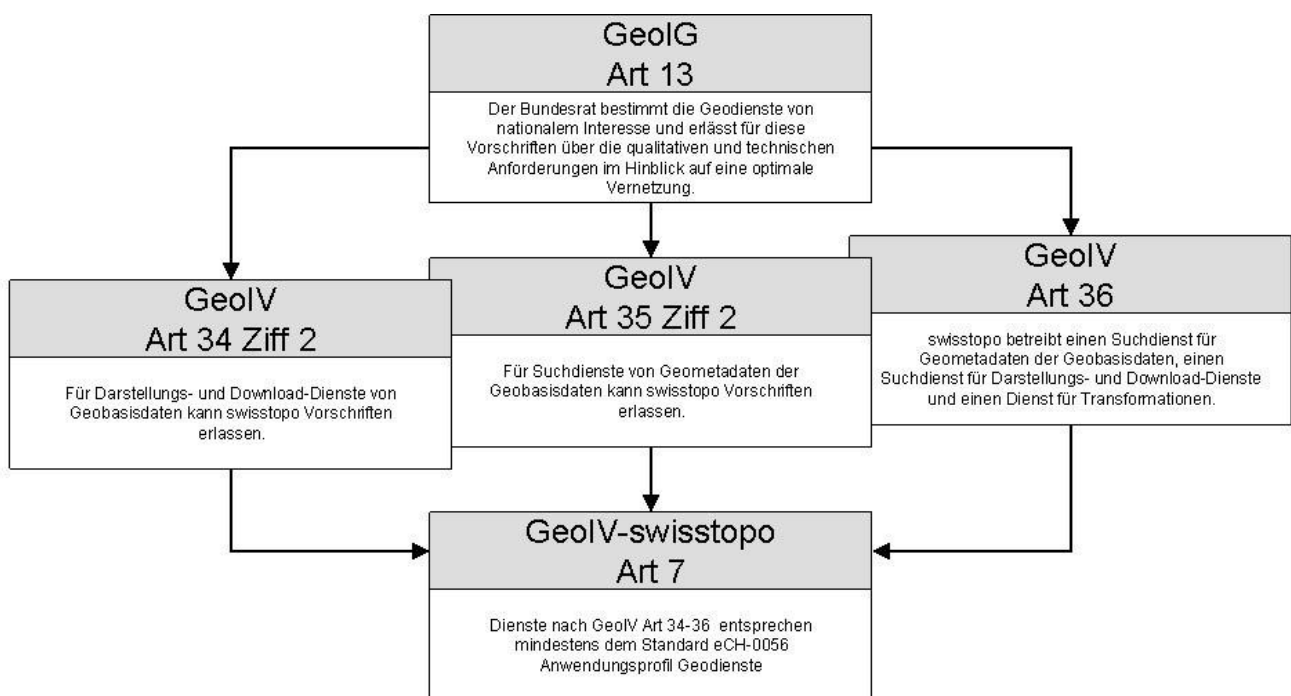 GeoIG
Art 13
Der Bundesrat bestimmt die Geodienste von
nationalem Interesse und erlässt für diese
Vorschriften über die qualitativen und technischen
Anforderungen im Hinblick auf eine optimale
Vernetzung.
GeoIV
Art 34 Ziff 2
Für Darstellungs- und Download-Dienste von
Geobasisdaten kann swisstopo Vorschriften
erlassen.
GeoIV
Art 35 Ziff 2
Für Suchdienste von Geometadaten der
Geobasisdaten kann swisstopo Vorschriften
erlassen.
GeoIV
Art 36
swisstopo betreibt einen Suchdienst für
Geometadaten der Geobasisdaten, einen
Suchdienst für Darstellungs- und Download-Dienste
und einen Dienst für Transformationen.
GeoIV-swisstopo
Art 7
Dienste nach GeoIV Art 34-36 entsprechen
mindestens dem Standard eCH-0056
Anwendungsprofil Geodienste